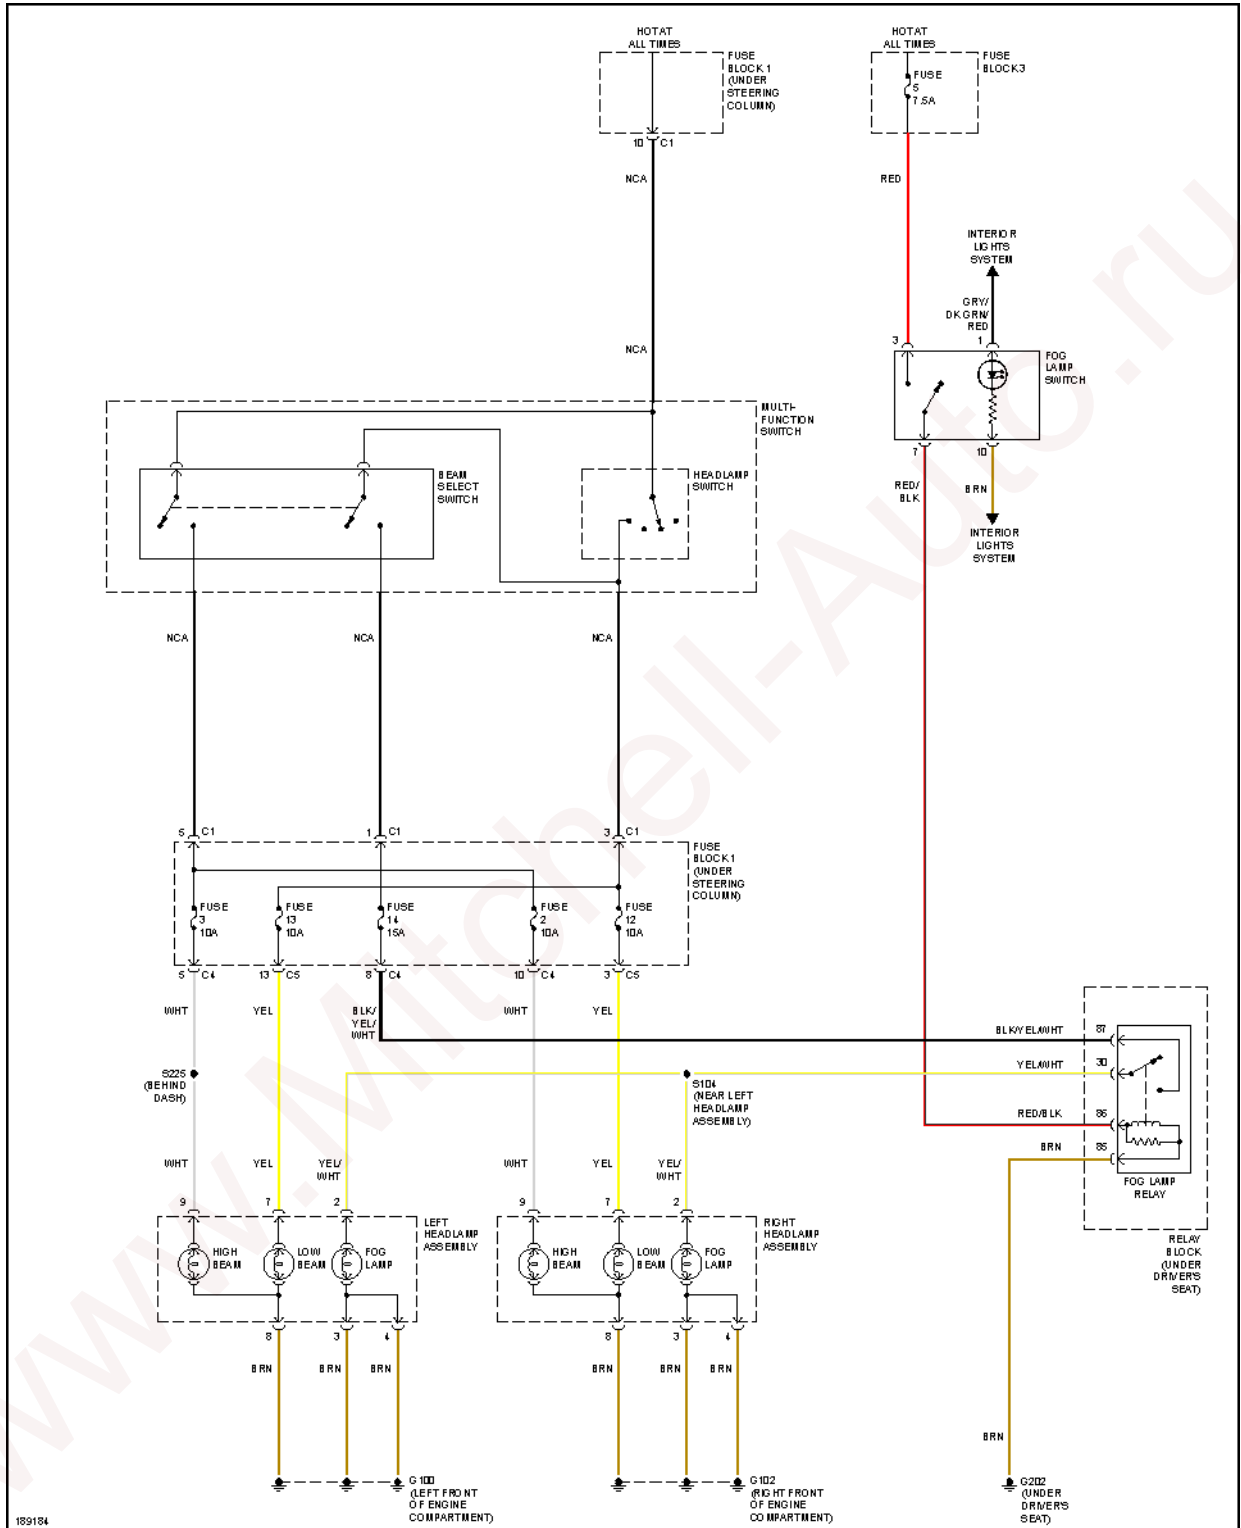 HOT AT
ALL TIMES
FUSE
BLOCK 1
(UNDER
STEERING
COLUMN)
10 C1
NCA
NCA
HOT AT
ALL TIMES
FUSE
BLOCK 3
FUSE
5
7.5A
RED
INTERIOR
LIGHTS
SYSTEM
GRY/
DK GRN/
RED
3 1
FOG
LAMP
SWITCH
7 10
RED/
BLK
BRN
INTERIOR
LIGHTS
SYSTEM
MULTI-
FUNCTION
SWITCH
BEAM
SELECT
SWITCH
HEADLAMP
SWITCH
NCA NCA NCA
5 C1 1 C1 3 C1
FUSE
BLOCK 1
(UNDER
STEERING
COLUMN)
FUSE
3
10A
FUSE
13
10A
FUSE
14
15A
FUSE
2
10A
FUSE
12
10A
5 C4 13 C5 8 C4 10 C4 3 C5
WHT YEL
BLK/
YEL/
WHT
WHT YEL
S225
(BEHIND
DASH)
S104
(NEAR LEFT
HEADLAMP
ASSEMBLY)
BLK/YEL/WHT 87
YEL/WHT 30
RED/BLK 86
BRN 85
FOG LAMP
RELAY
RELAY
BLOCK
(UNDER
DRIVER'S
SEAT)
WHT YEL
YEL/
WHT
WHT YEL
YEL/
WHT
9 7 2 9 7 2
LEFT
HEADLAMP
ASSEMBLY
HIGH
BEAM
LOW
BEAM
FOG
LAMP
RIGHT
HEADLAMP
ASSEMBLY
HIGH
BEAM
LOW
BEAM
FOG
LAMP
8 3 4 8 3 4
BRN BRN BRN BRN BRN BRN
BRN
G100
(LEFT FRONT
OF ENGINE
COMPARTMENT)
G102
(RIGHT FRONT
OF ENGINE
COMPARTMENT)
G202
(UNDER
DRIVER'S
SEAT)
189184
www.Mitchell-Auto.ru